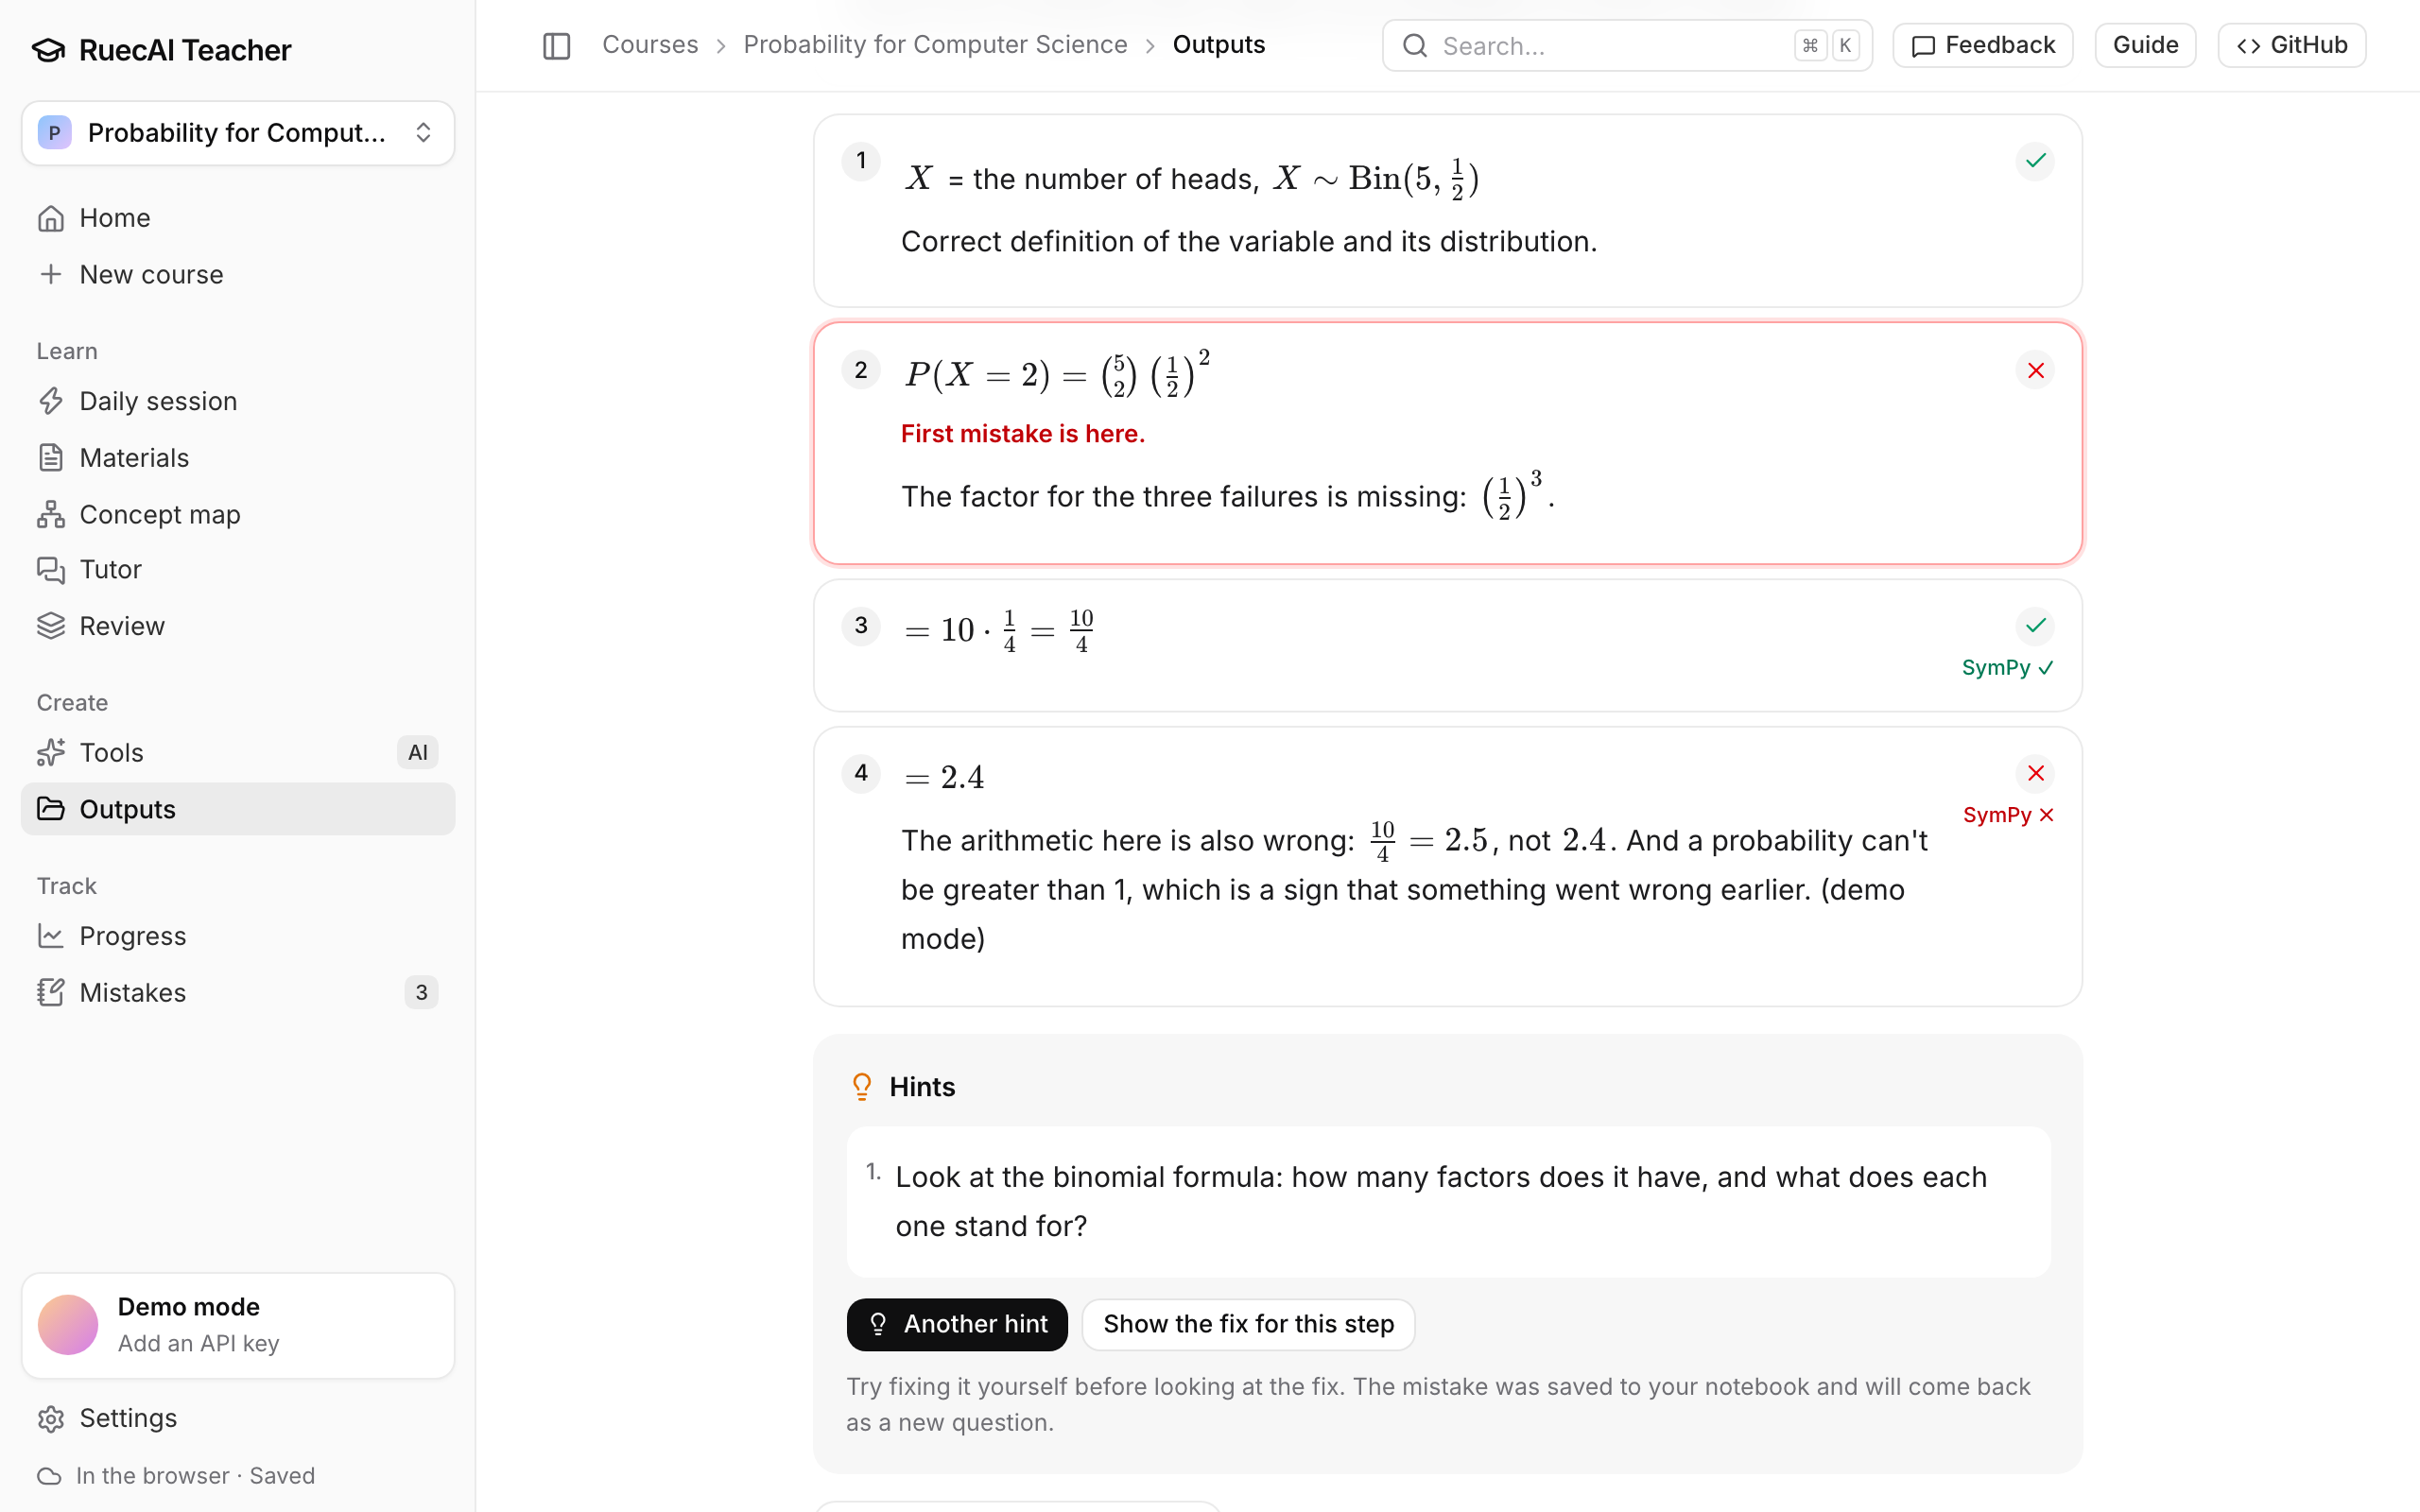 RuecAI Teacher
P Probability for Comput...
Home
New course
Learn
Daily session
Materials
Concept map
Tutor
Review
Create
Tools AI
Outputs
Track
Progress
Mistakes 3
Demo mode
Add an API key
Settings
In the browser · Saved
Courses > Probability for Computer Science > Outputs
Search... ⌘ K
Feedback
Guide
<> GitHub
1 X = the number of heads, X ∼ Bin(5, 1/2)
Correct definition of the variable and its distribution.
2 P(X = 2) = (5 2) (1/2)^2
First mistake is here.
The factor for the three failures is missing: (1/2)^3.
3 = 10 · 1/4 = 10/4
SymPy ✓
4 = 2.4
SymPy ✕
The arithmetic here is also wrong: 10/4 = 2.5, not 2.4. And a probability can't
be greater than 1, which is a sign that something went wrong earlier. (demo
mode)
Hints
1. Look at the binomial formula: how many factors does it have, and what does each
one stand for?
Another hint
Show the fix for this step
Try fixing it yourself before looking at the fix. The mistake was saved to your notebook and will come back
as a new question.